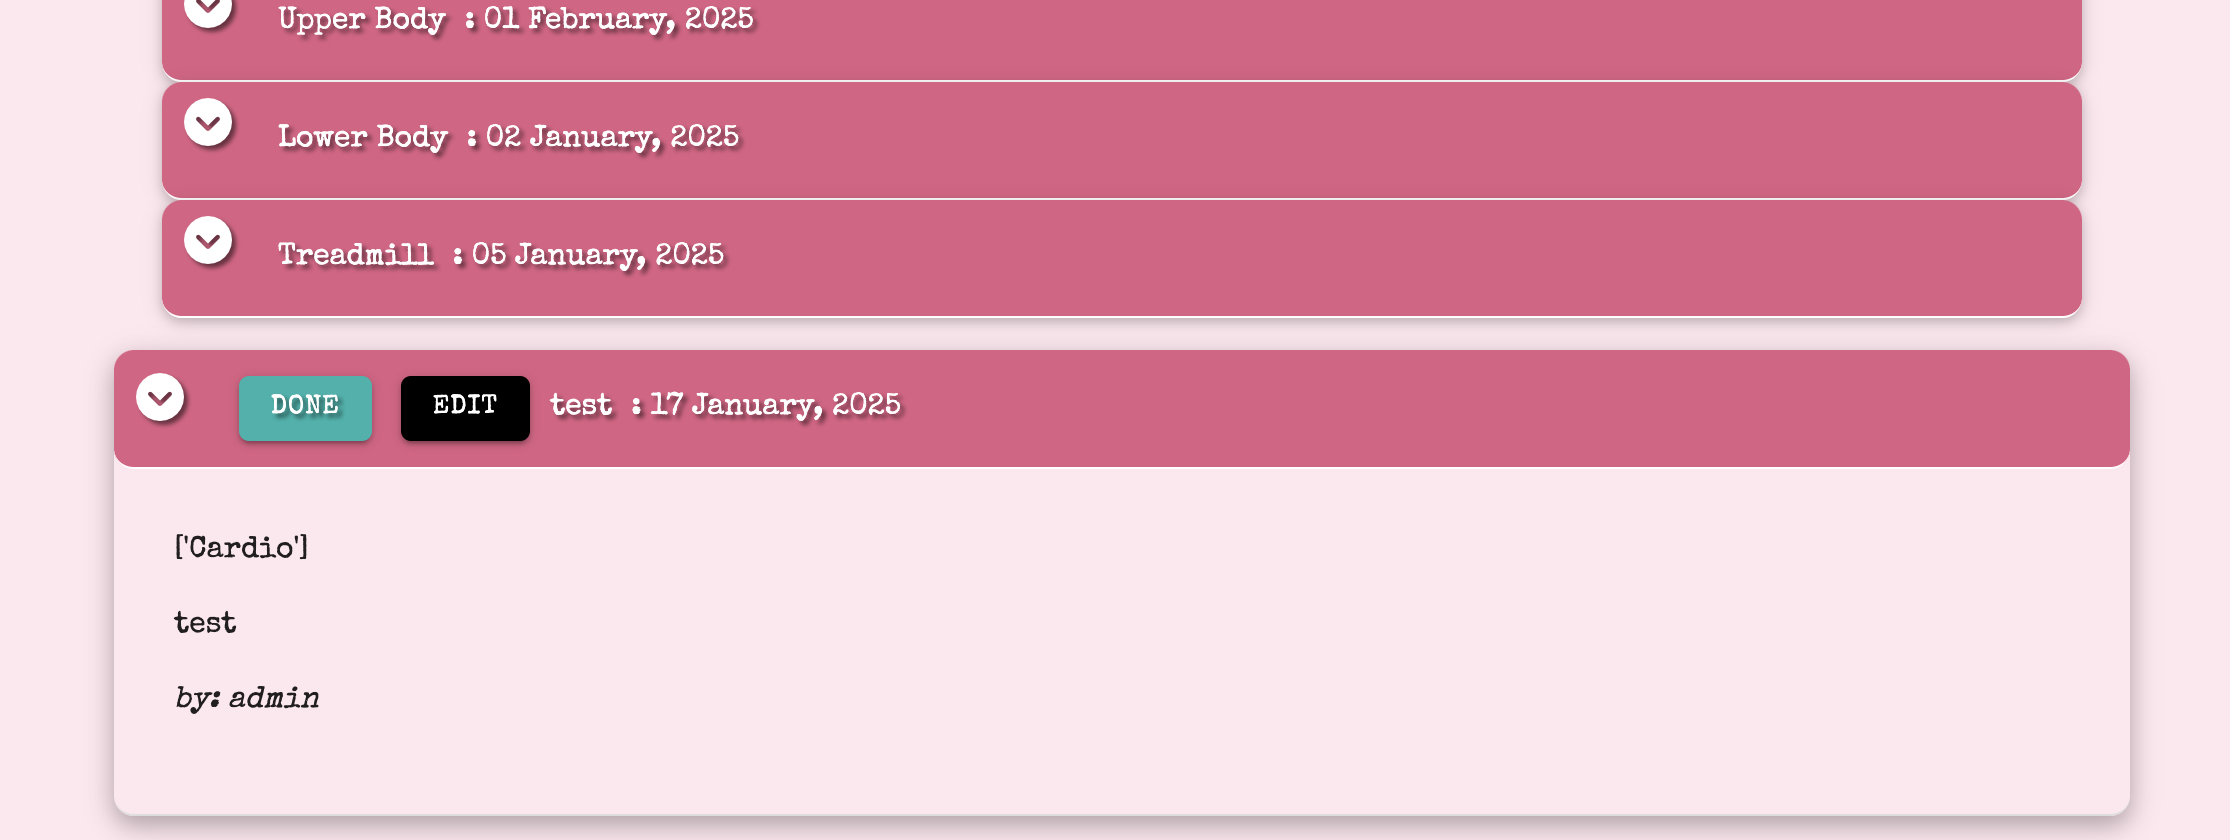 Upper Body : 01 February, 2025
Lower Body : 02 January, 2025
Treadmill : 05 January, 2025
DONE EDIT test : 17 January, 2025
['Cardio']
test
by: admin